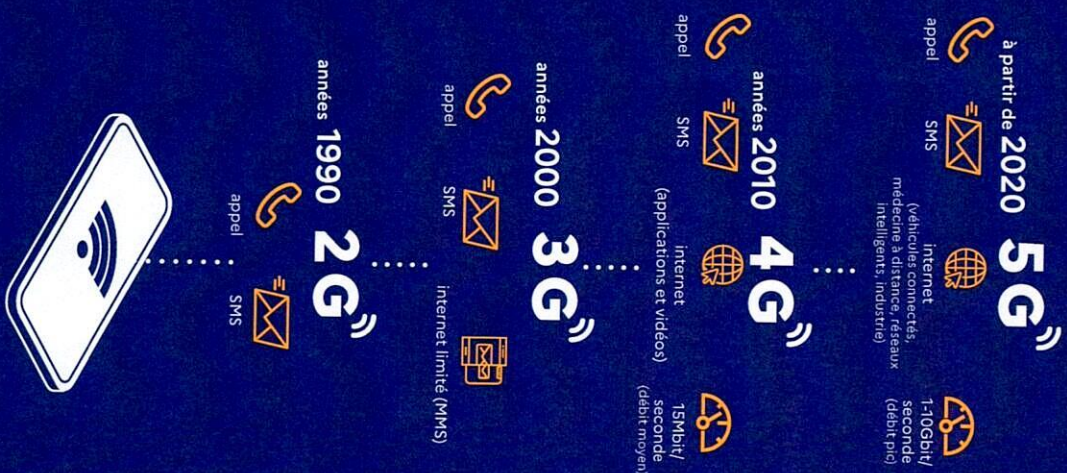 à partir de 2020 5G
appel
SMS
internet
(véhicules connectés,
médecine à distance, réseaux
intelligents, industrie)
1-10Gbit/
seconde
(débit pic)
années 2010 4G
appel
SMS
internet
(applications et vidéos)
15Mbit/
seconde
(débit moyen)
années 2000 3G
appel
SMS
internet limité (MMS)
années 1990 2G
appel
SMS